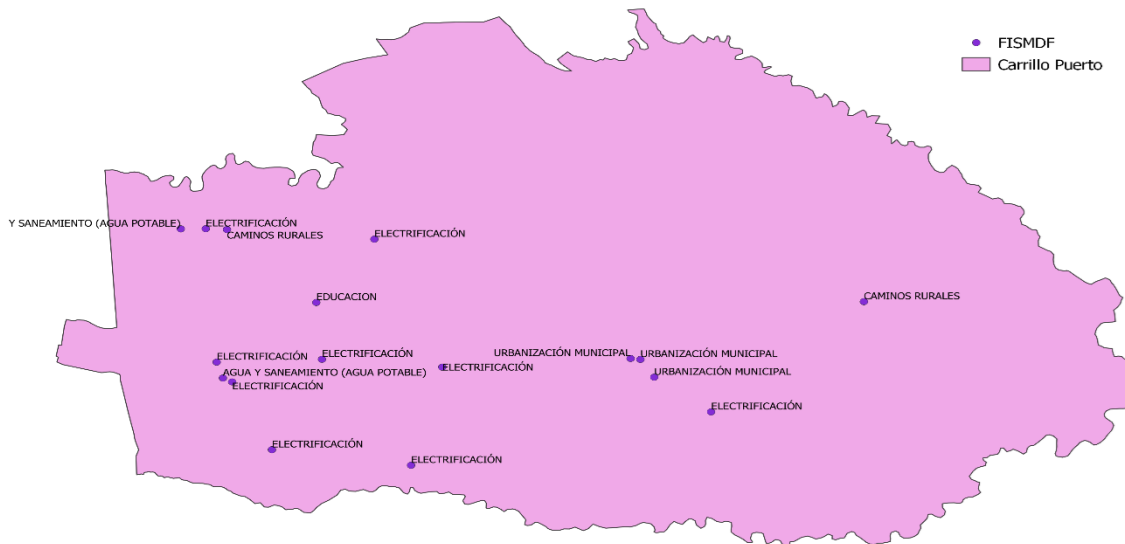 FISMDF
Carrillo Puerto
Y SANEAMIENTO (AGUA POTABLE)
ELECTRIFICACIÓN
CAMINOS RURALES
ELECTRIFICACIÓN
EDUCACION
CAMINOS RURALES
ELECTRIFICACIÓN
ELECTRIFICACIÓN
URBANIZACIÓN MUNICIPAL
URBANIZACIÓN MUNICIPAL
ELECTRIFICACIÓN
AGUA Y SANEAMIENTO (AGUA POTABLE)
URBANIZACIÓN MUNICIPAL
ELECTRIFICACIÓN
ELECTRIFICACIÓN
ELECTRIFICACIÓN
ELECTRIFICACIÓN